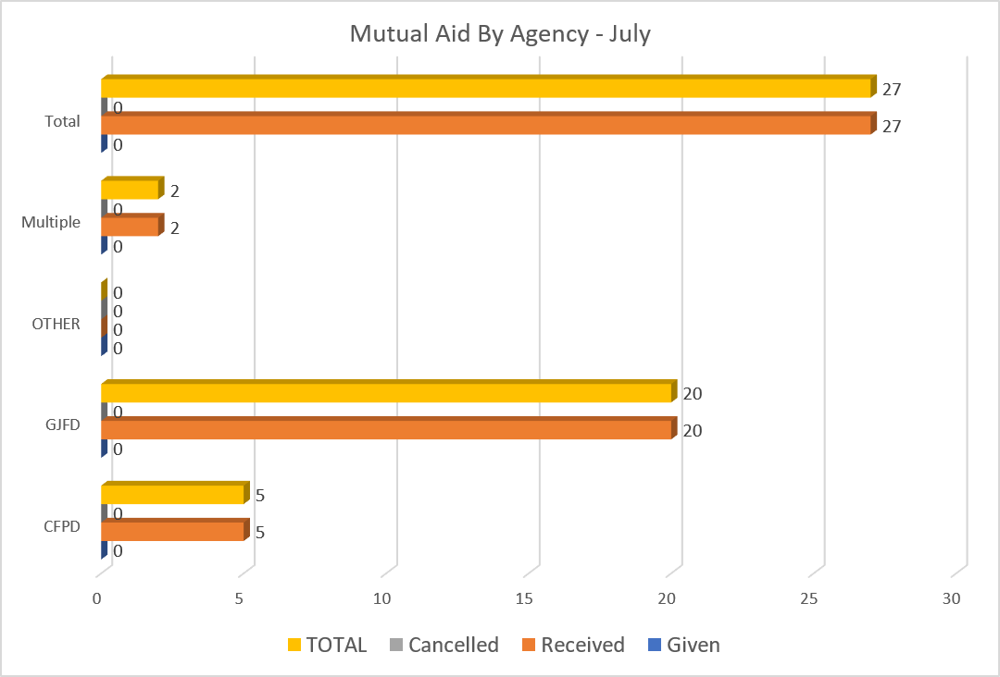 Mutual Aid By Agency - July
27
0
Total
27
0
2
0
Multiple
2
0
0
0
OTHER
0
0
20
0
GJFD
20
0
5
0
CFPD
5
0
0 5 10 15 20 25 30
TOTAL Cancelled Received Given